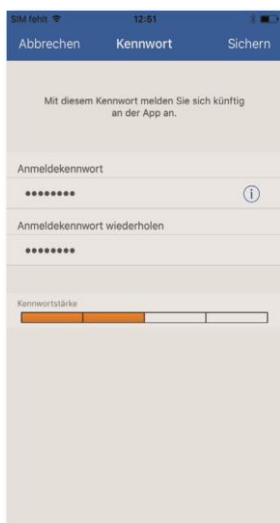 SIM fehlt 12:51
Abbrechen Kennwort Sichern
Mit diesem Kennwort melden Sie sich künftig
an der App an.
Anmeldekennwort
••••••••
Anmeldekennwort wiederholen
••••••••
Kennwortstärke